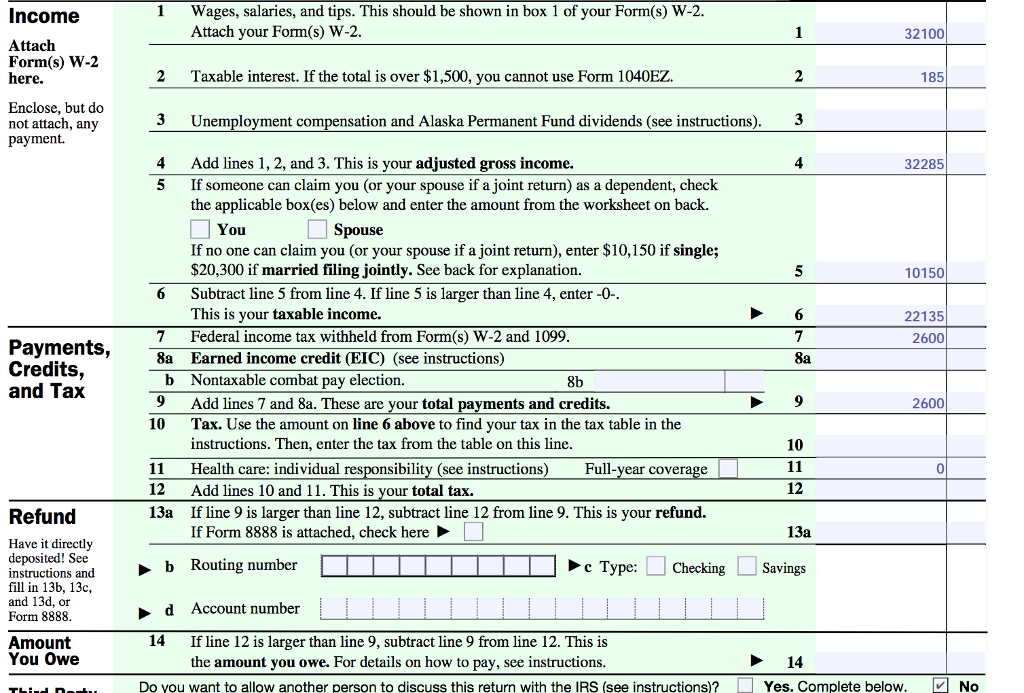 Income
Attach
Form(s) W-2
here.
Enclose, but do
not attach, any
payment.
1 Wages, salaries, and tips. This should be shown in box 1 of your Form(s) W-2.
Attach your Form(s) W-2. 1 32100
2 Taxable interest. If the total is over $1,500, you cannot use Form 1040EZ. 2 185
3 Unemployment compensation and Alaska Permanent Fund dividends (see instructions). 3
4 Add lines 1, 2, and 3. This is your adjusted gross income. 4 32285
5 If someone can claim you (or your spouse if a joint return) as a dependent, check
the applicable box(es) below and enter the amount from the worksheet on back.
You Spouse
If no one can claim you (or your spouse if a joint return), enter $10,150 if single;
$20,300 if married filing jointly. See back for explanation. 5 10150
6 Subtract line 5 from line 4. If line 5 is larger than line 4, enter -0-.
This is your taxable income. ▶ 6 22135
Payments,
Credits,
and Tax
7 Federal income tax withheld from Form(s) W-2 and 1099. 7 2600
8a Earned income credit (EIC) (see instructions) 8a
b Nontaxable combat pay election. 8b
9 Add lines 7 and 8a. These are your total payments and credits. ▶ 9 2600
10 Tax. Use the amount on line 6 above to find your tax in the tax table in the
instructions. Then, enter the tax from the table on this line. 10
11 Health care: individual responsibility (see instructions) Full-year coverage 11 0
12 Add lines 10 and 11. This is your total tax. 12
Refund
Have it directly
deposited! See
instructions and
fill in 13b, 13c,
and 13d, or
Form 8888.
13a If line 9 is larger than line 12, subtract line 12 from line 9. This is your refund.
If Form 8888 is attached, check here ▶ 13a
▶ b Routing number ▶ c Type: Checking Savings
▶ d Account number
Amount
You Owe
14 If line 12 is larger than line 9, subtract line 9 from line 12. This is
the amount you owe. For details on how to pay, see instructions. ▶ 14
Third Party
Do you want to allow another person to discuss this return with the IRS (see instructions)? Yes. Complete below. ✔ No